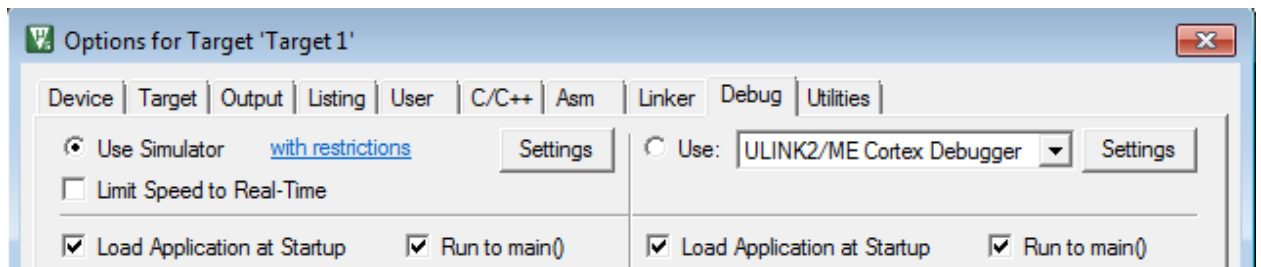 Options for Target 'Target 1'
Device Target Output Listing User C/C++ Asm Linker Debug Utilities
Use Simulator with restrictions Settings Use: ULINK2/ME Cortex Debugger Settings
Limit Speed to Real-Time
Load Application at Startup Run to main() Load Application at Startup Run to main()